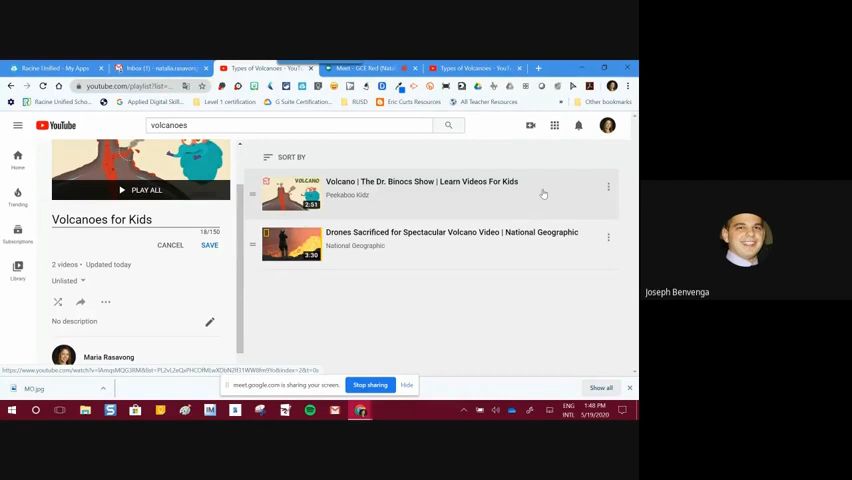 Racine Unified - My Apps
Inbox (1) - natalia.rasavong
Types of Volcanoes - YouT
Meet - GCE Red (Nata
Types of Volcanoes - YouT
youtube.com/playlist?list=
Racine Unified Scho
Applied Digital Skill...
Level 1 certification
G Suite Certification...
RUSD
Eric Curts Resources
All Teacher Resources
Other bookmarks
YouTube
volcanoes
Home
Trending
Subscriptions
Library
PLAY ALL
Volcanoes for Kids
18/150
CANCEL
SAVE
2 videos • Updated today
Unlisted
No description
Maria Rasavong
SORT BY
VOLCANO
2:51
Volcano | The Dr. Binocs Show | Learn Videos For Kids
Peekaboo Kidz
3:30
Drones Sacrificed for Spectacular Volcano Video | National Geographic
National Geographic
Joseph Benvenga
MO.jpg
meet.google.com is sharing your screen.
Stop sharing
Hide
Show all
ENG
INTL
1:48 PM
5/19/2020